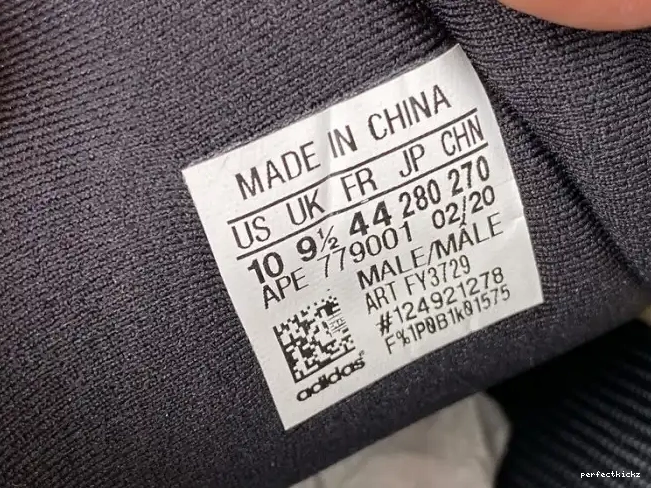 MADE IN CHINA
US UK FR JP CHN
10 9½ 44 280 270
APE 779001 02/20
MALE/MÂLE
ART FY3729
#124921278
F%1P0B1k01575
adidas®
perfectkickz